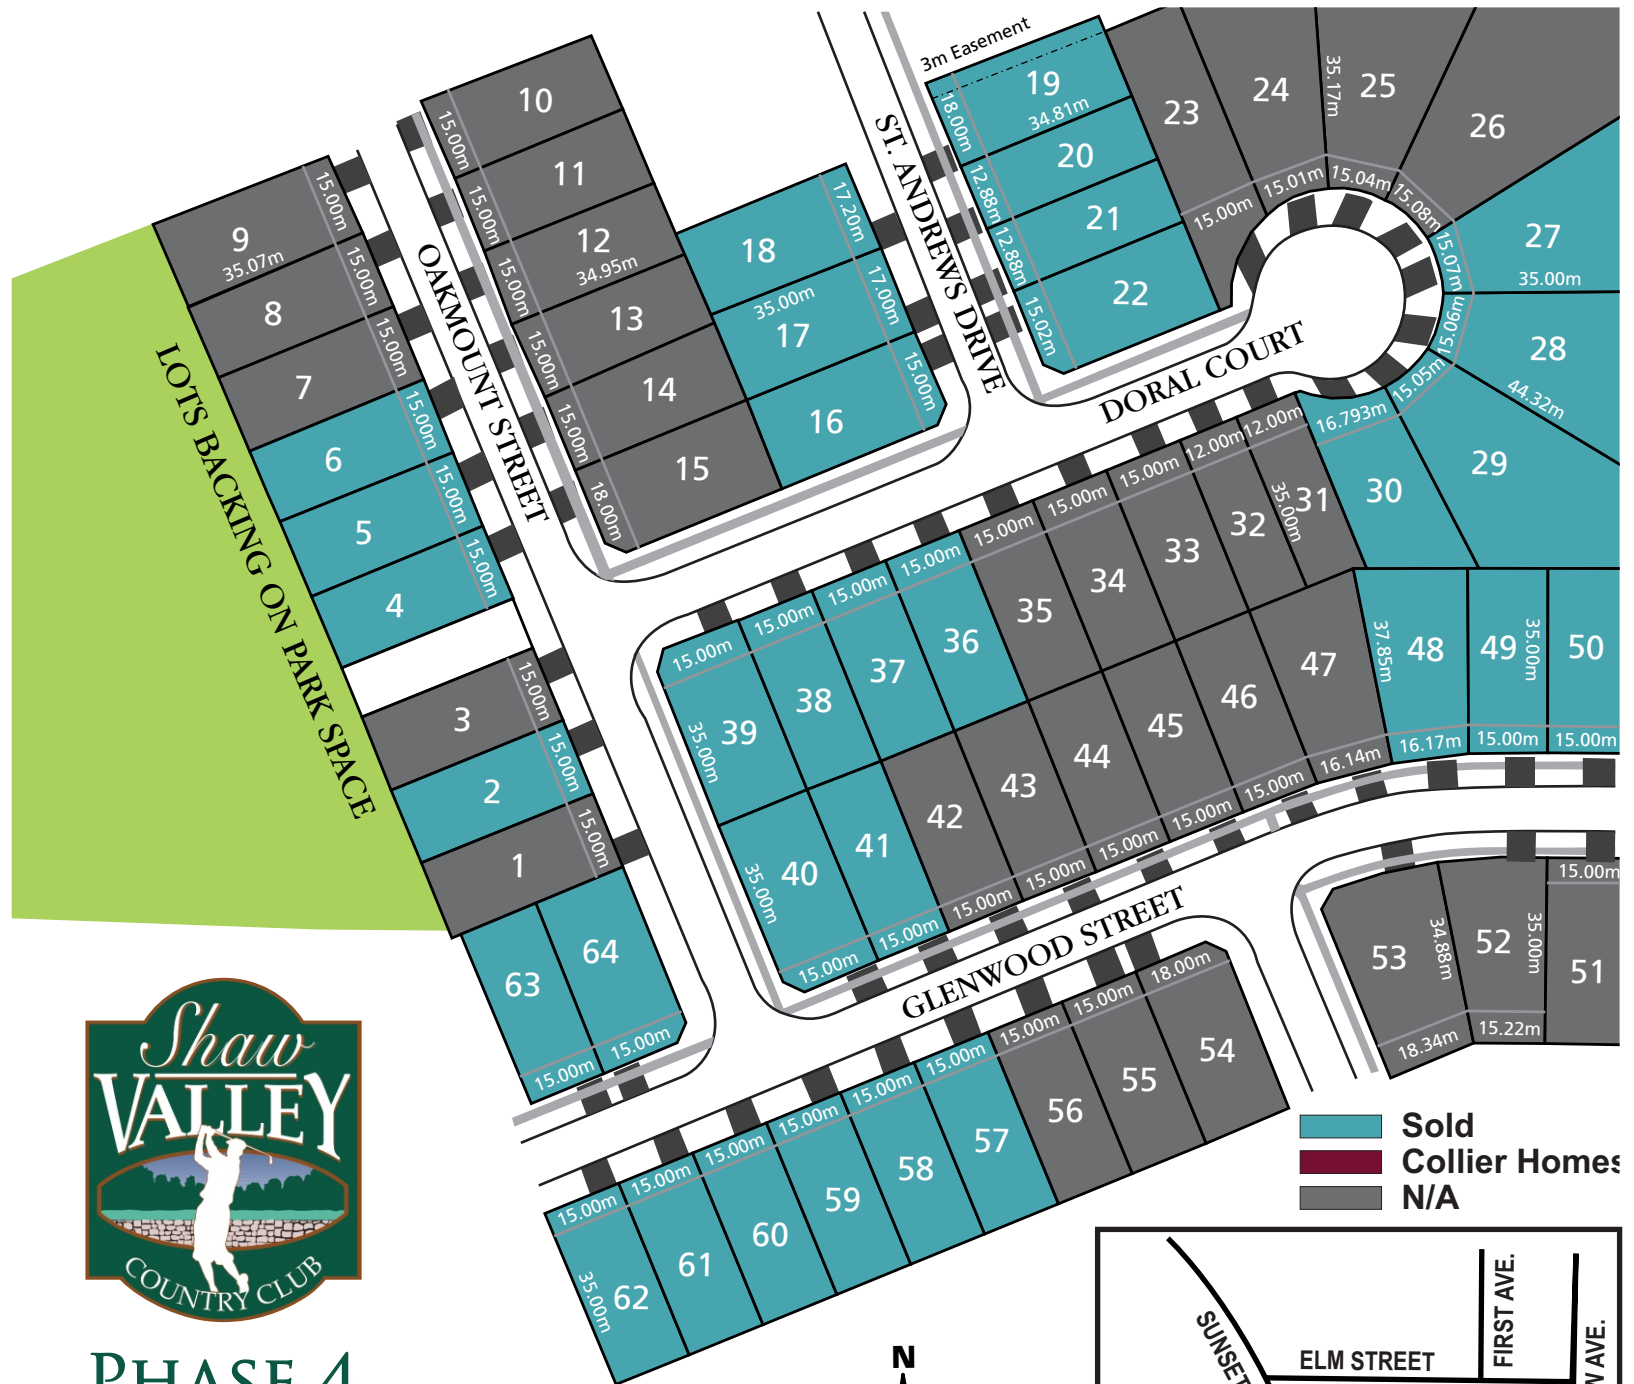 3m Easement
10
15.00m
11
15.00m
12
34.95m
15.00m
13
15.00m
14
15.00m
15
18.00m
9
35.07m
15.00m
8
15.00m
7
15.00m
6
15.00m
5
15.00m
4
15.00m
3
15.00m
2
15.00m
1
15.00m
LOTS BACKING ON PARK SPACE
OAKMOUNT STREET
18
17.20m
35.00m
17
17.00m
16
15.00m
ST. ANDREWS DRIVE
19
18.00m
34.81m
20
12.88m
21
12.88m
22
15.02m
23
15.00m
24
15.01m
35.17m
25
15.04m
26
15.08m
27
15.07m
35.00m
28
15.06m
44.32m
29
15.05m
30
16.793m
DORAL COURT
31
12.00m
35.00m
32
12.00m
33
15.00m
34
15.00m
35
15.00m
36
15.00m
37
15.00m
38
15.00m
39
15.00m
35.00m
40
35.00m
15.00m
41
15.00m
42
15.00m
43
15.00m
44
15.00m
45
15.00m
46
15.00m
47
16.14m
37.85m
48
16.17m
49
35.00m
15.00m
50
15.00m
GLENWOOD STREET
53
34.88m
18.34m
52
35.00m
15.22m
51
15.00m
54
18.00m
55
15.00m
56
15.00m
57
15.00m
58
15.00m
59
15.00m
60
15.00m
61
15.00m
62
15.00m
35.00m
63
15.00m
64
15.00m
Shaw
VALLEY
COUNTRY CLUB
PHASE 4
Sold
Collier Homes
N/A
N
SUNSET
ELM STREET
FIRST AVE.
W AVE.